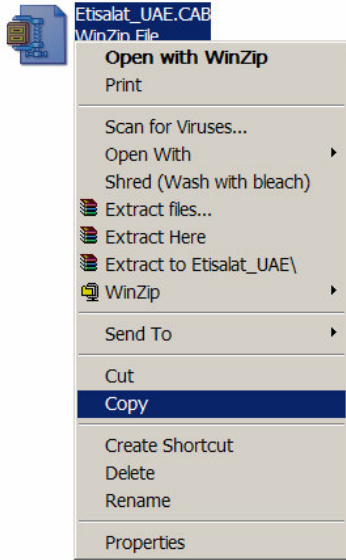 Etisalat_UAE.CAB
WinZip File
Open with WinZip
Print
Scan for Viruses...
Open With
Shred (Wash with bleach)
Extract files...
Extract Here
Extract to Etisalat_UAE\
WinZip
Send To
Cut
Copy
Create Shortcut
Delete
Rename
Properties